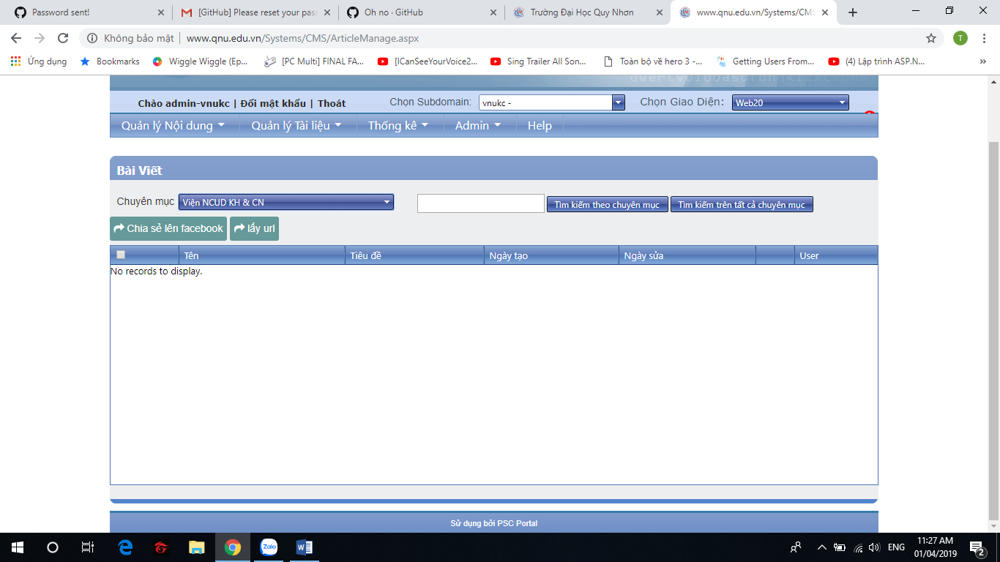 Password sent!
[GitHub] Please reset your pas
Oh no · GitHub
Trường Đại Học Quy Nhơn
www.qnu.edu.vn/Systems/CMS
Không bảo mật
www.qnu.edu.vn/Systems/CMS/ArticleManage.aspx
T
Ứng dụng
Bookmarks
Wiggle Wiggle (Ep...
[PC Multi] FINAL FA...
[ICanSeeYourVoice2...
Sing Trailer All Son...
Toàn bộ về hero 3 -...
Getting Users From...
(4) Lập trình ASP.N...
»
Chào admin-vnukc | Đổi mật khẩu | Thoát
Chọn Subdomain:
vnukc -
Chọn Giao Diện:
Web20
Quản lý Nội dung
Quản lý Tài liệu
Thống kê
Admin
Help
Bài Viết
Chuyên mục
Viện NCUD KH & CN
Tìm kiếm theo chuyên mục
Tìm kiếm trên tất cả chuyên mục
Chia sẻ lên facebook
lấy url
Tên
Tiêu đề
Ngày tạo
Ngày sửa
User
No records to display.
Sử dụng bởi PSC Portal
Zalo
ENG
11:27 AM
01/04/2019
2